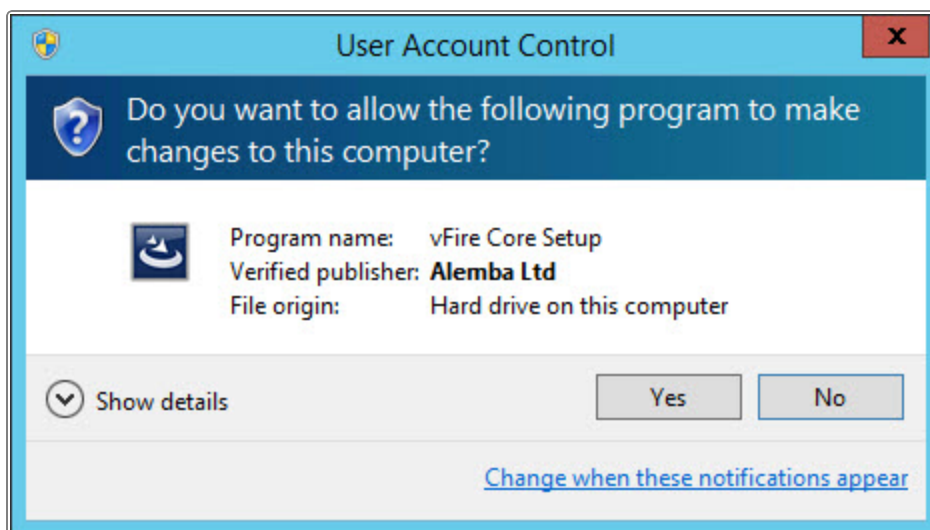 User Account Control
x
Do you want to allow the following program to make
changes to this computer?
Program name: vFire Core Setup
Verified publisher: Alemba Ltd
File origin: Hard drive on this computer
Show details
Yes
No
Change when these notifications appear